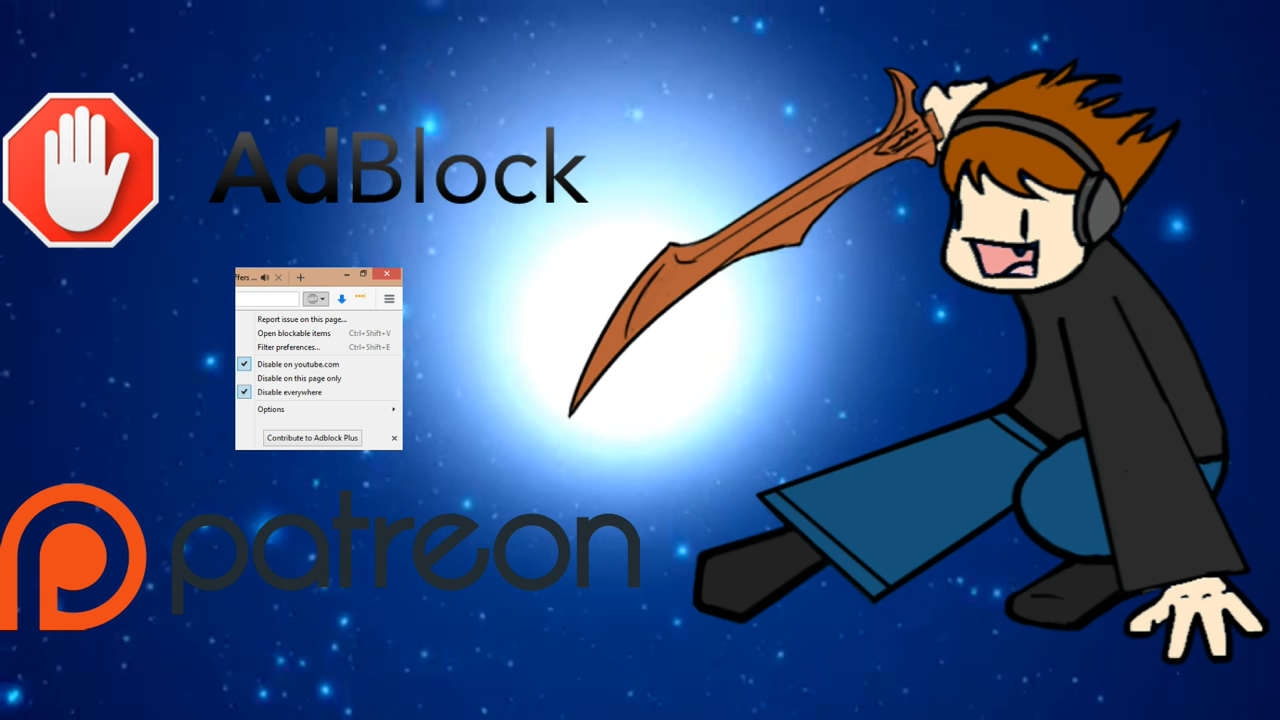 AdBlock
ffers ...
Report issue on this page...
Open blockable items Ctrl+Shift+V
Filter preferences... Ctrl+Shift+E
Disable on youtube.com
Disable on this page only
Disable everywhere
Options
Contribute to Adblock Plus
patreon